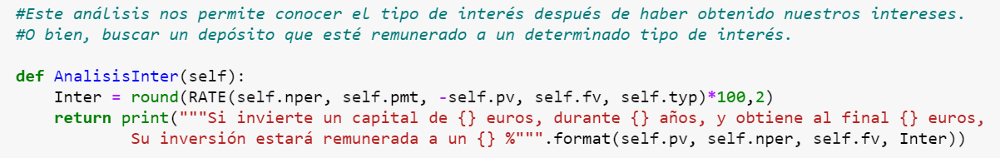 #Este análisis nos permite conocer el tipo de interés después de haber obtenido nuestros intereses.
#O bien, buscar un depósito que esté remunerado a un determinado tipo de interés.

def AnalisisInter(self):
    Inter = round(RATE(self.nper, self.pmt, -self.pv, self.fv, self.typ)*100,2)
    return print("""Si invierte un capital de {} euros, durante {} años, y obtiene al final {} euros,
            Su inversión estará remunerada a un {} %""".format(self.pv, self.nper, self.fv, Inter))